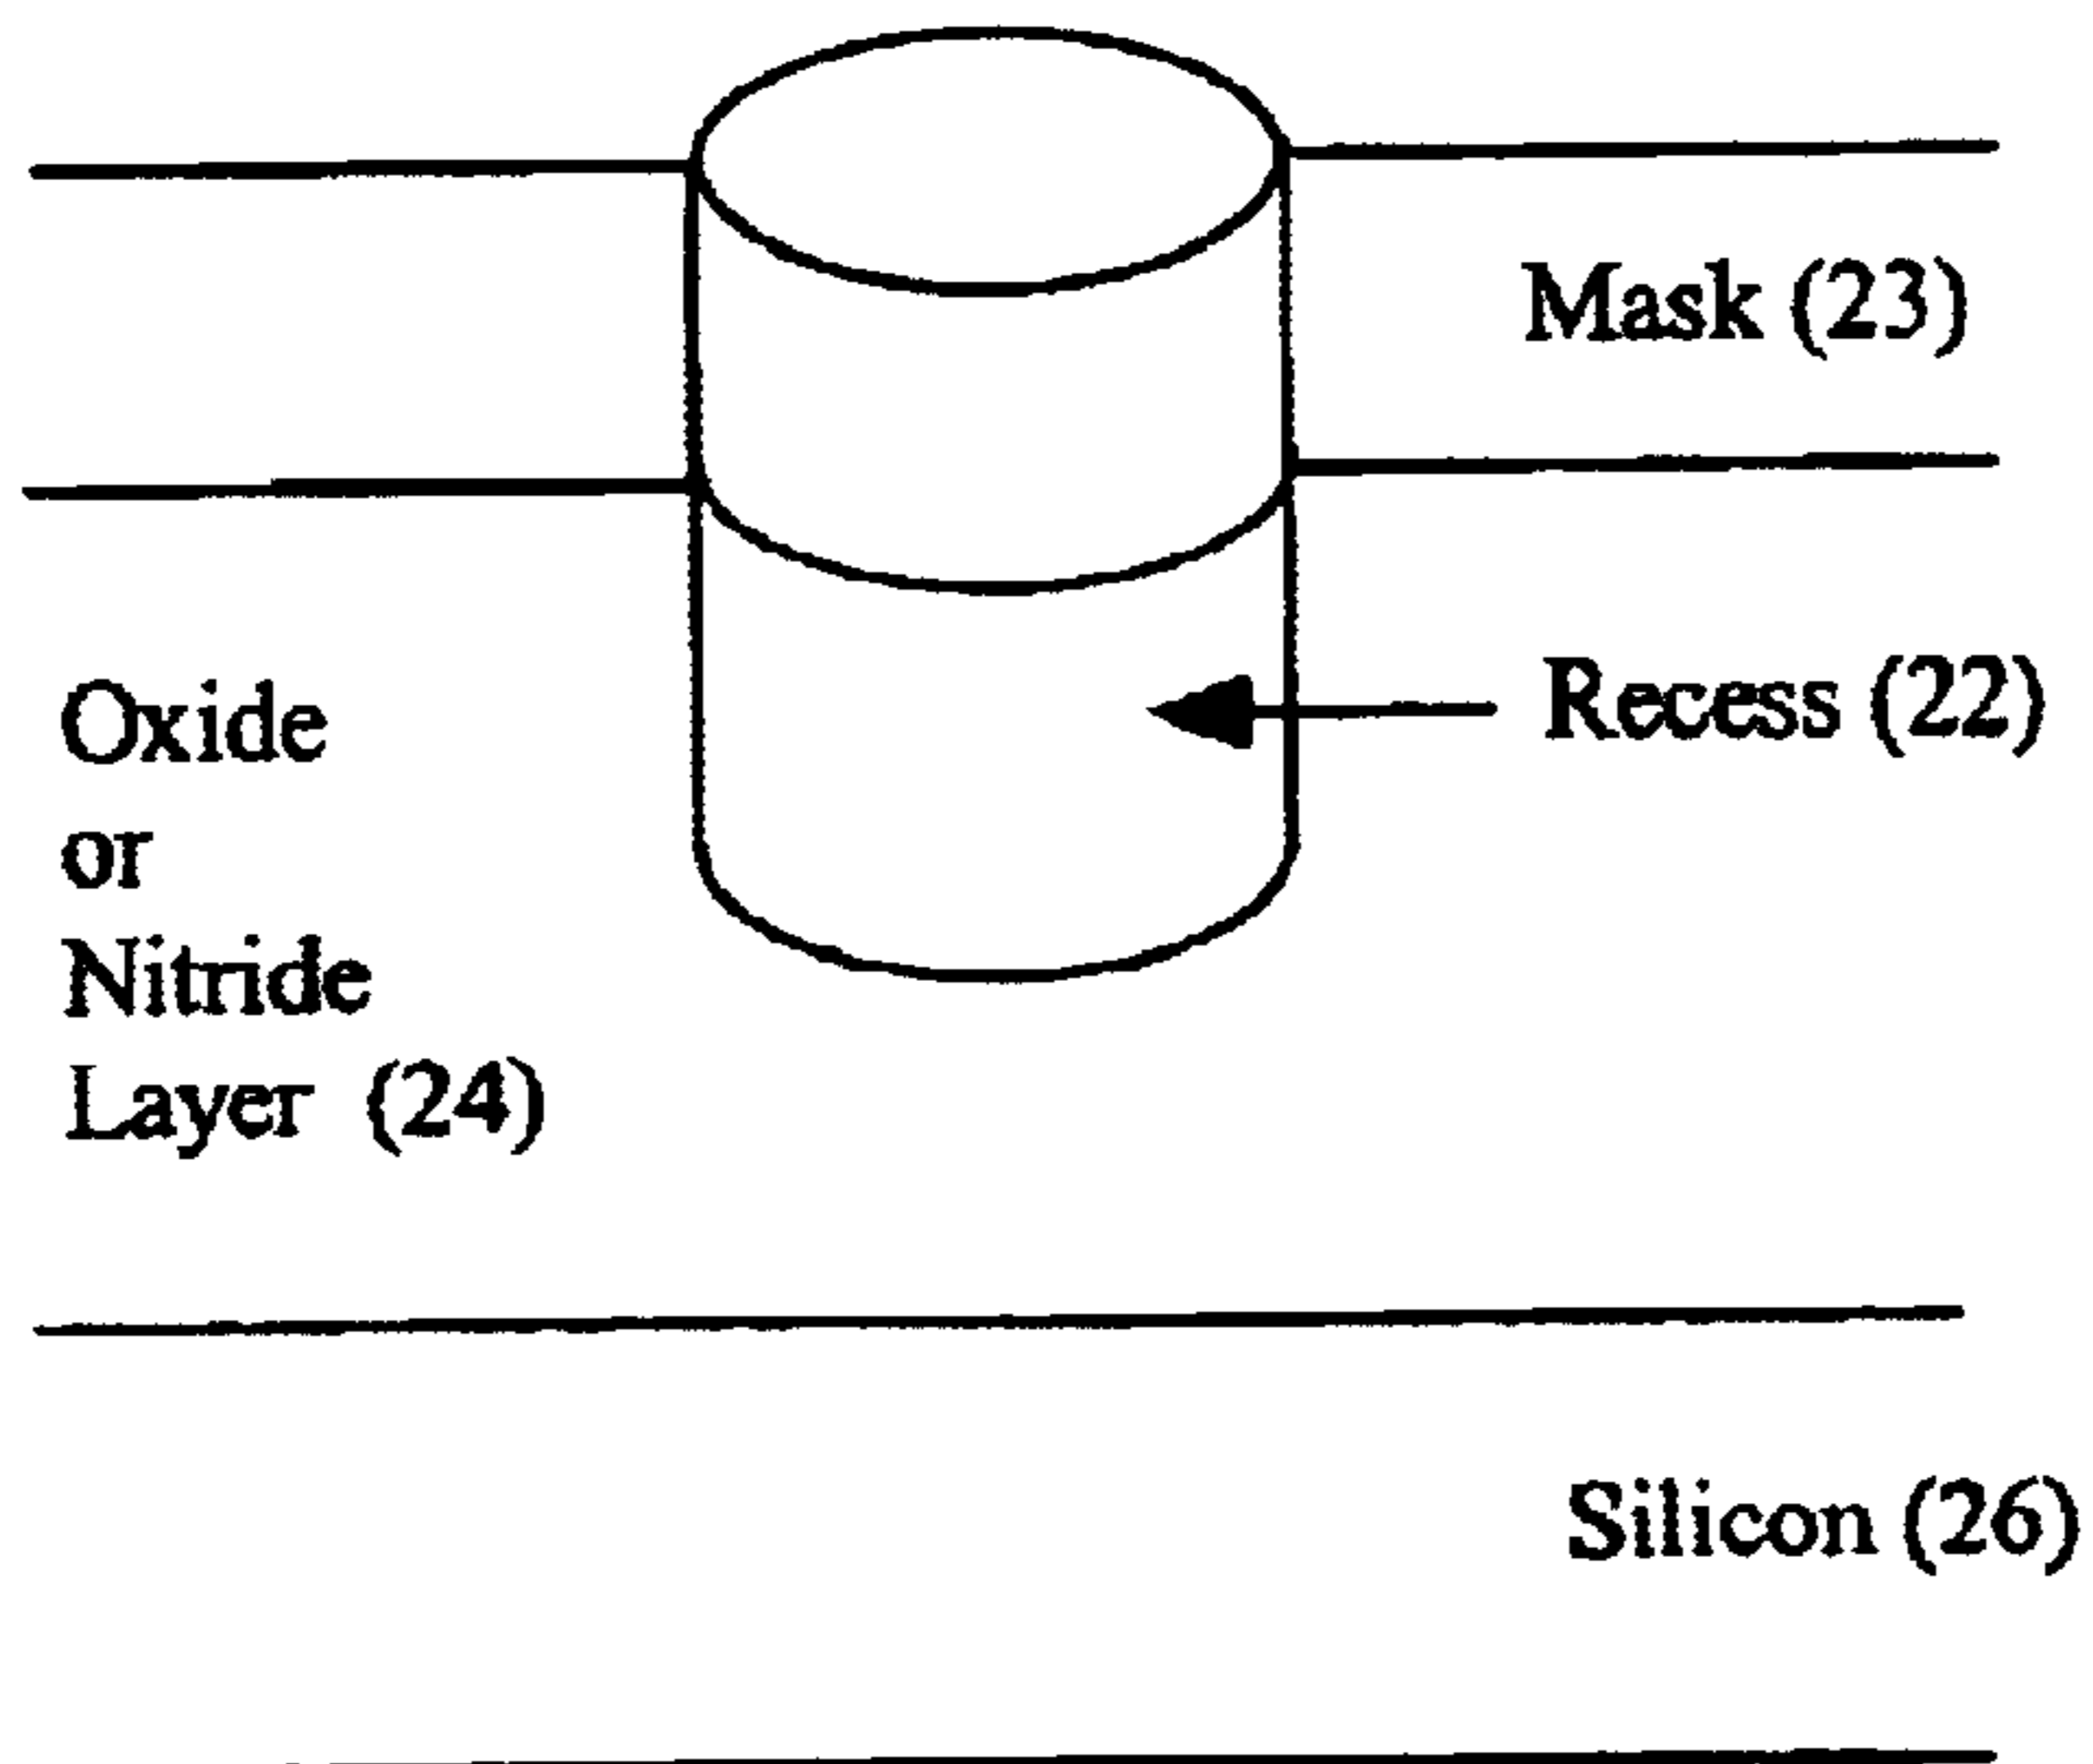 Mask (23)
Recess (22)
Oxide
or
Nitride
Layer (24)
Silicon (26)